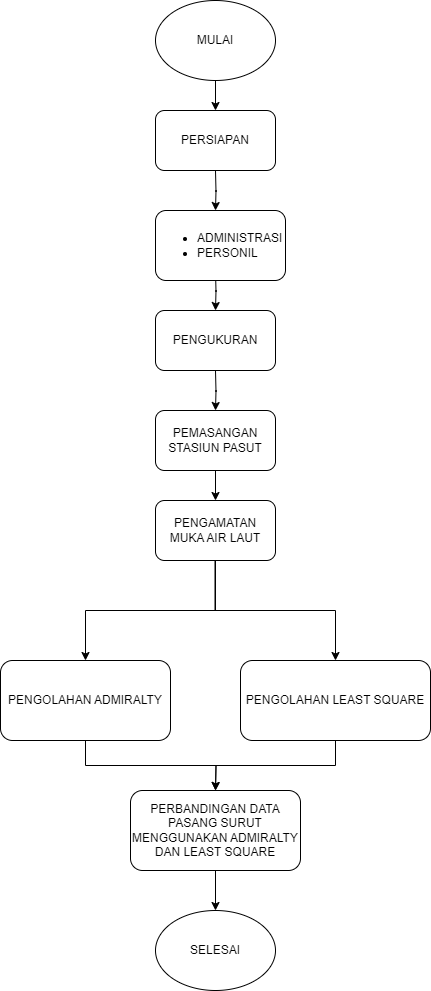 MULAI
PERSIAPAN
• ADMINISTRASI
• PERSONIL
PENGUKURAN
PEMASANGAN
STASIUN PASUT
PENGAMATAN
MUKA AIR LAUT
PENGOLAHAN ADMIRALTY
PENGOLAHAN LEAST SQUARE
PERBANDINGAN DATA
PASANG SURUT
MENGGUNAKAN ADMIRALTY
DAN LEAST SQUARE
SELESAI